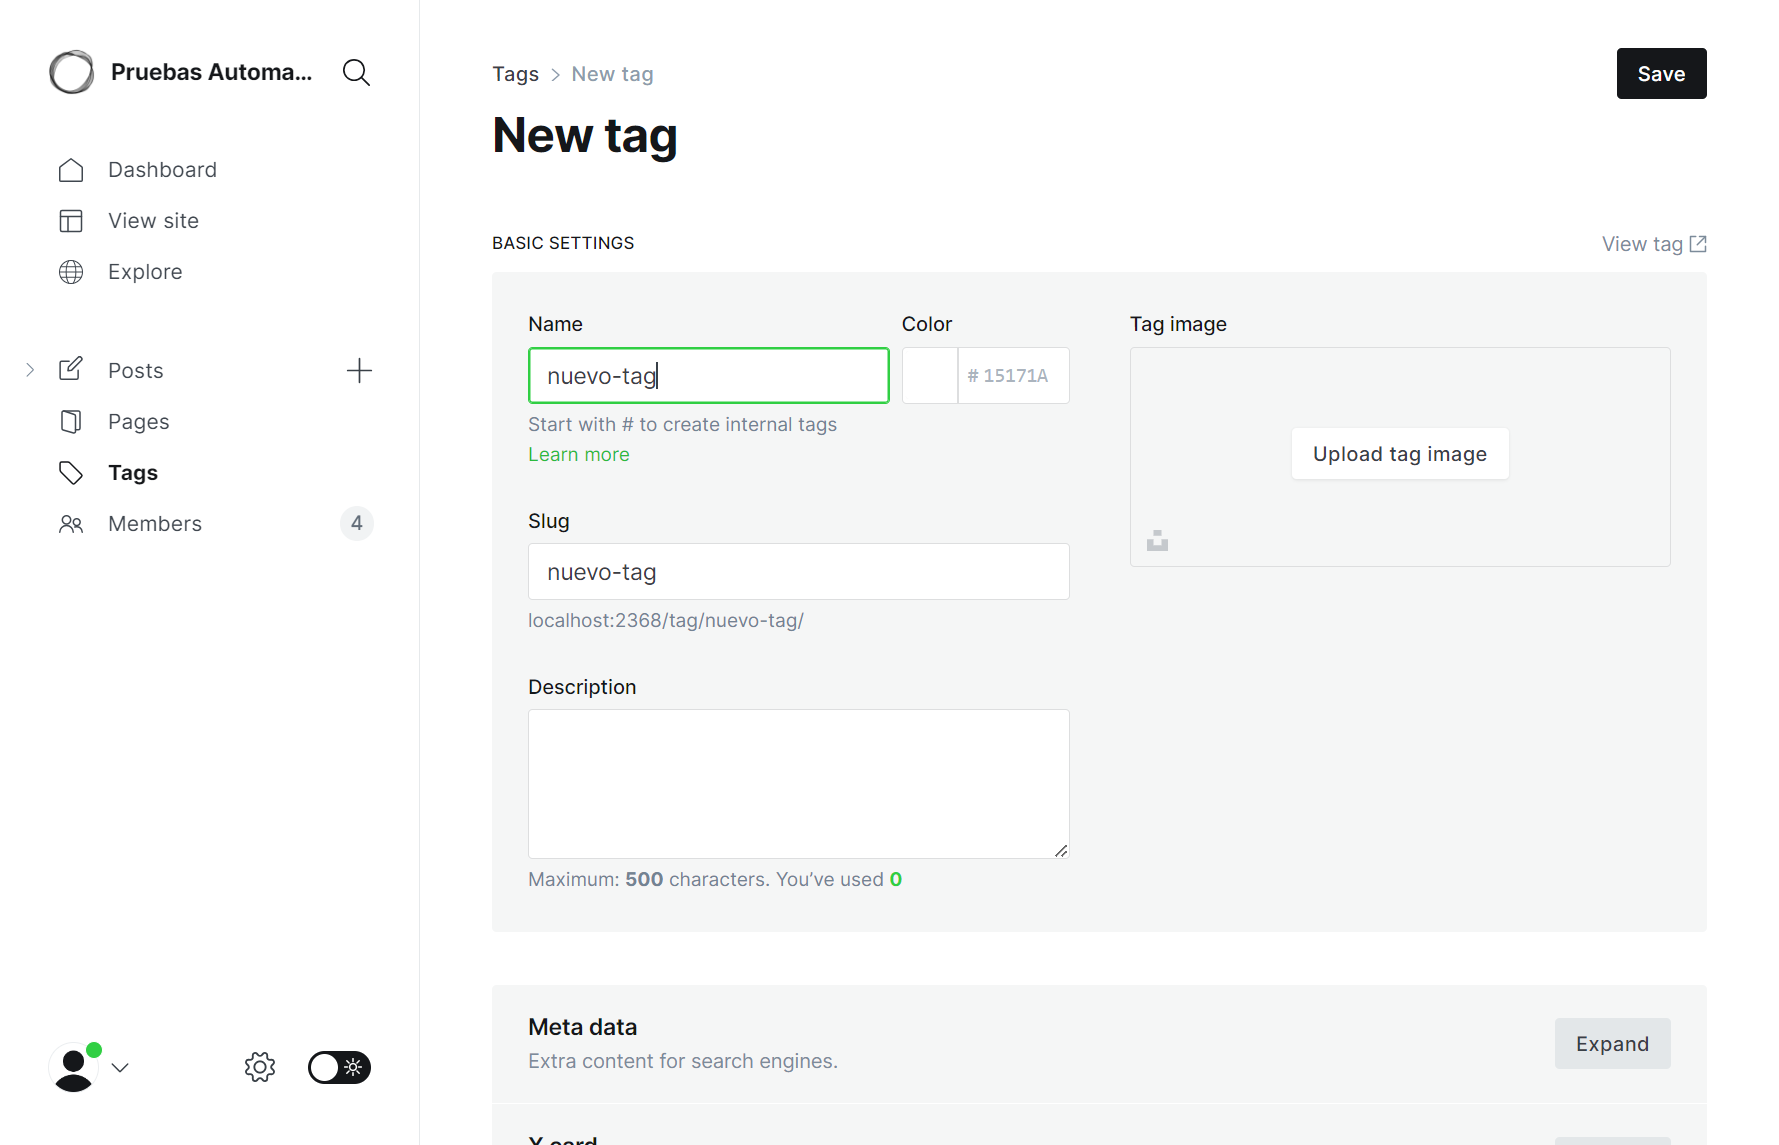 Pruebas Automa...
Dashboard
View site
Explore
Posts
Pages
Tags
Members 4
Tags > New tag
Save
New tag
BASIC SETTINGS
View tag
Name
Color
Tag image
nuevo-tag
# 15171A
Start with # to create internal tags
Learn more
Upload tag image
Slug
nuevo-tag
localhost:2368/tag/nuevo-tag/
Description
Maximum: 500 characters. You’ve used 0
Meta data
Extra content for search engines.
Expand
X card